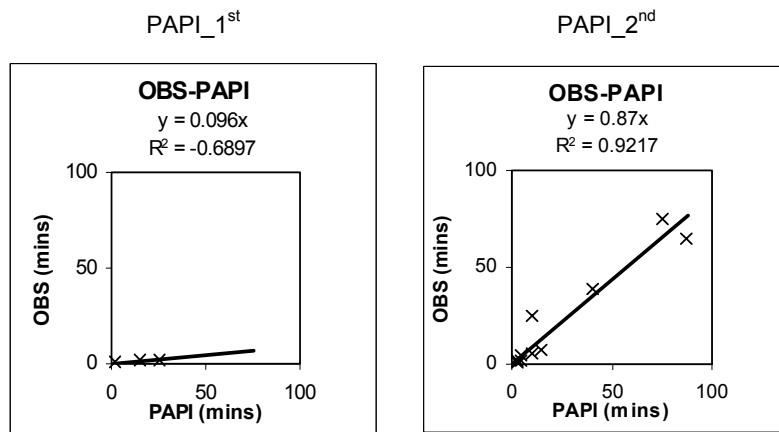 PAPI_1st
OBS-PAPI
y = 0.096x
R² = -0.6897
100
50
0
OBS (mins)
0 50 100
PAPI (mins)
PAPI_2nd
OBS-PAPI
y = 0.87x
R² = 0.9217
100
50
0
OBS (mins)
0 50 100
PAPI (mins)